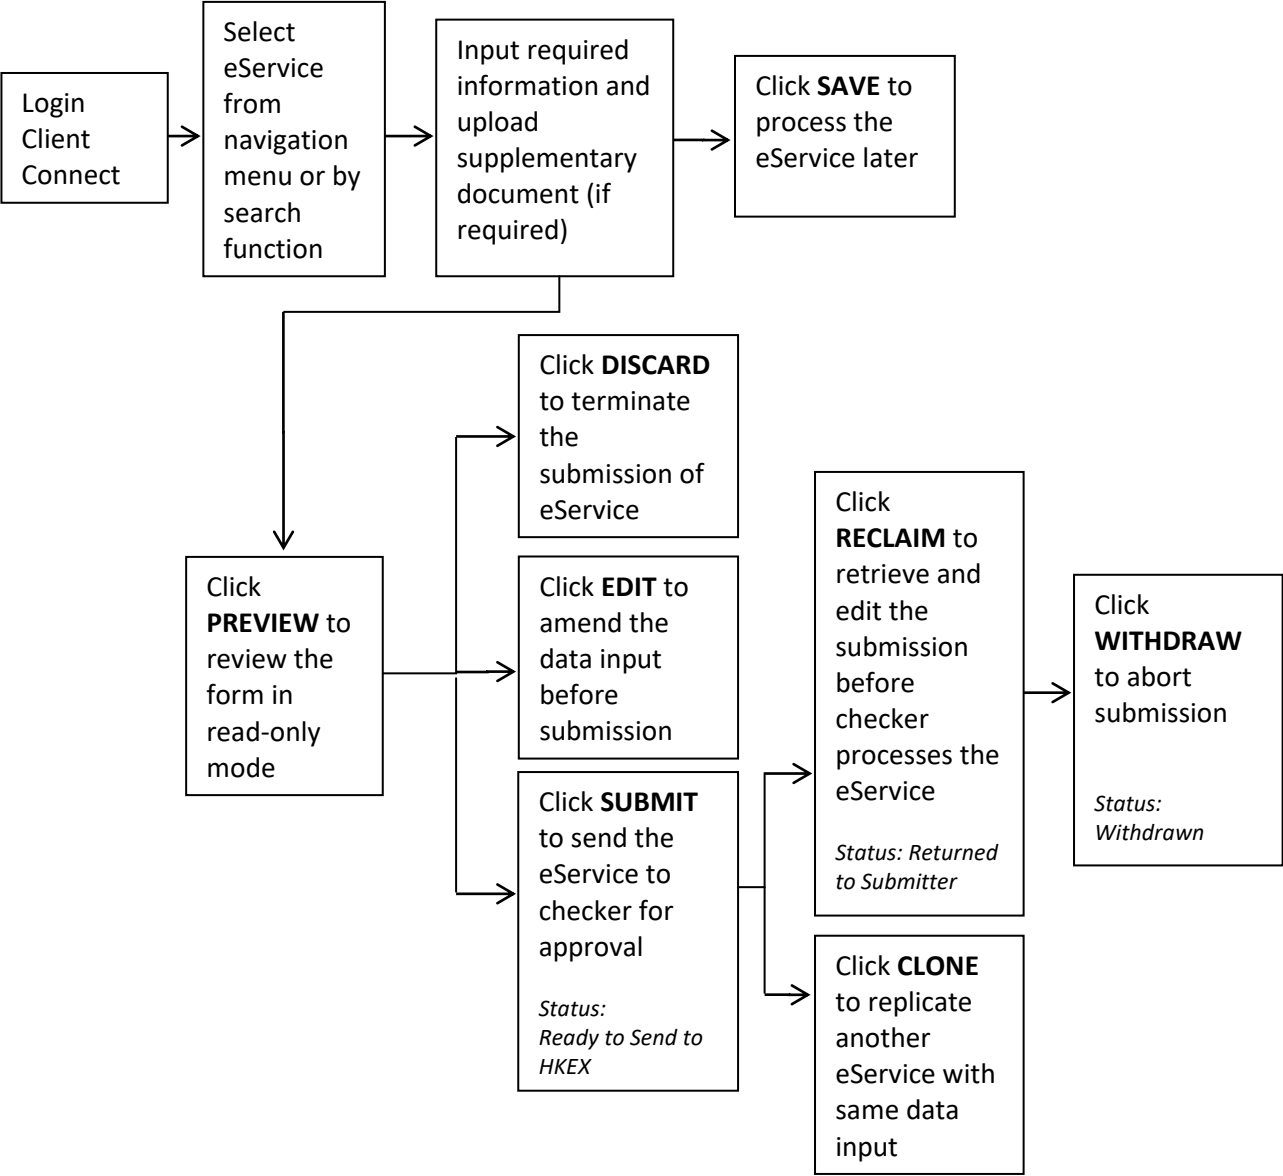 Login
Client
Connect
Select
eService
from
navigation
menu or by
search
function
Input required
information and
upload
supplementary
document (if
required)
Click SAVE to
process the
eService later
Click DISCARD
to terminate
the
submission of
eService
Click
PREVIEW to
review the
form in
read-only
mode
Click EDIT to
amend the
data input
before
submission
Click SUBMIT
to send the
eService to
checker for
approval
Status:
Ready to Send to
HKEX
Click
RECLAIM to
retrieve and
edit the
submission
before
checker
processes the
eService
Status: Returned
to Submitter
Click
WITHDRAW
to abort
submission
Status:
Withdrawn
Click CLONE
to replicate
another
eService with
same data
input